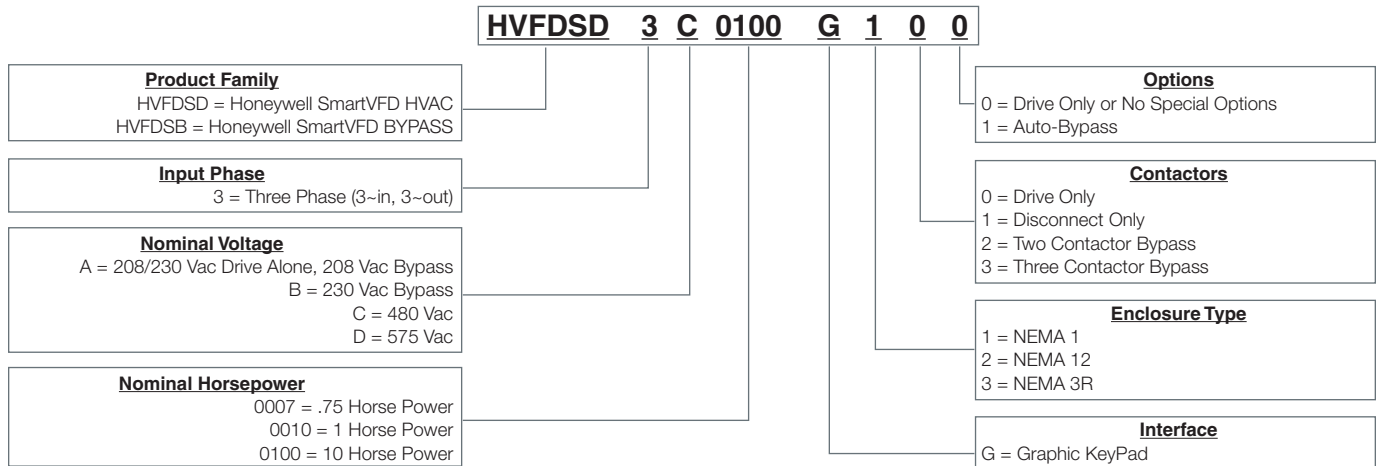 HVFDSD 3 C 0100 G 1 0 0
Product Family
HVFDSD = Honeywell SmartVFD HVAC
HVFDSB = Honeywell SmartVFD BYPASS
Input Phase
3 = Three Phase (3~in, 3~out)
Nominal Voltage
A = 208/230 Vac Drive Alone, 208 Vac Bypass
B = 230 Vac Bypass
C = 480 Vac
D = 575 Vac
Nominal Horsepower
0007 = .75 Horse Power
0010 = 1 Horse Power
0100 = 10 Horse Power
Options
0 = Drive Only or No Special Options
1 = Auto-Bypass
Contactors
0 = Drive Only
1 = Disconnect Only
2 = Two Contactor Bypass
3 = Three Contactor Bypass
Enclosure Type
1 = NEMA 1
2 = NEMA 12
3 = NEMA 3R
Interface
G = Graphic KeyPad